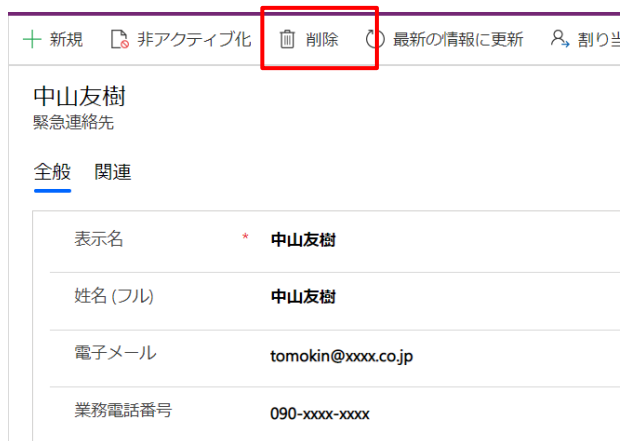 新規 非アクティブ化 削除 最新の情報に更新 割り当
中山友樹
緊急連絡先
全般 関連
表示名 * 中山友樹
姓名 (フル) 中山友樹
電子メール tomokin@xxxx.co.jp
業務電話番号 090-xxxx-xxxx